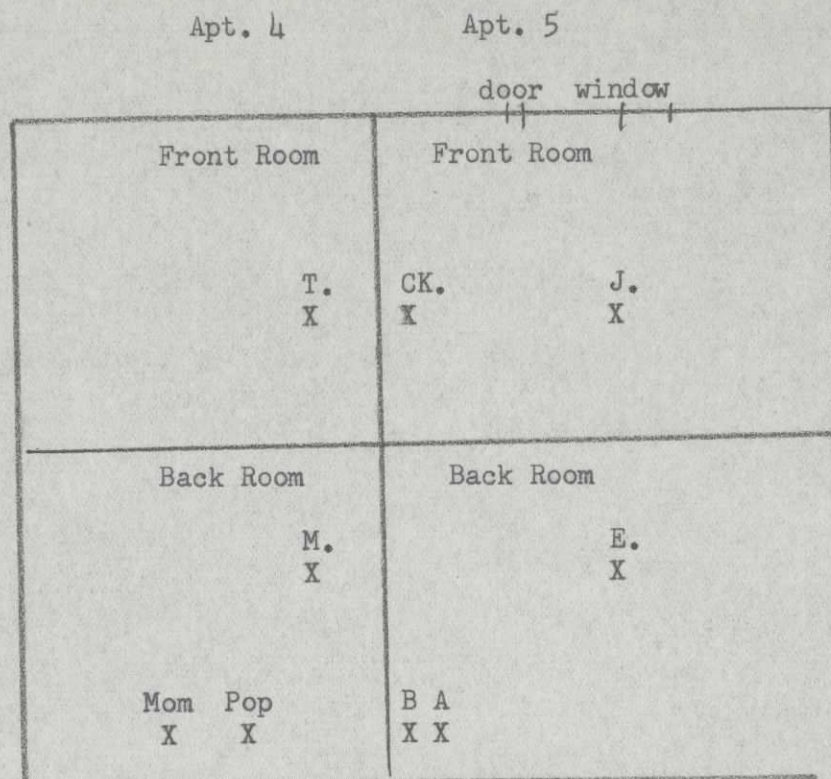 Apt. 4 Apt. 5
door window
Front Room Front Room
T. CK. J.
X X X
Back Room Back Room
M. E.
X X
Mom Pop B A
X X X X